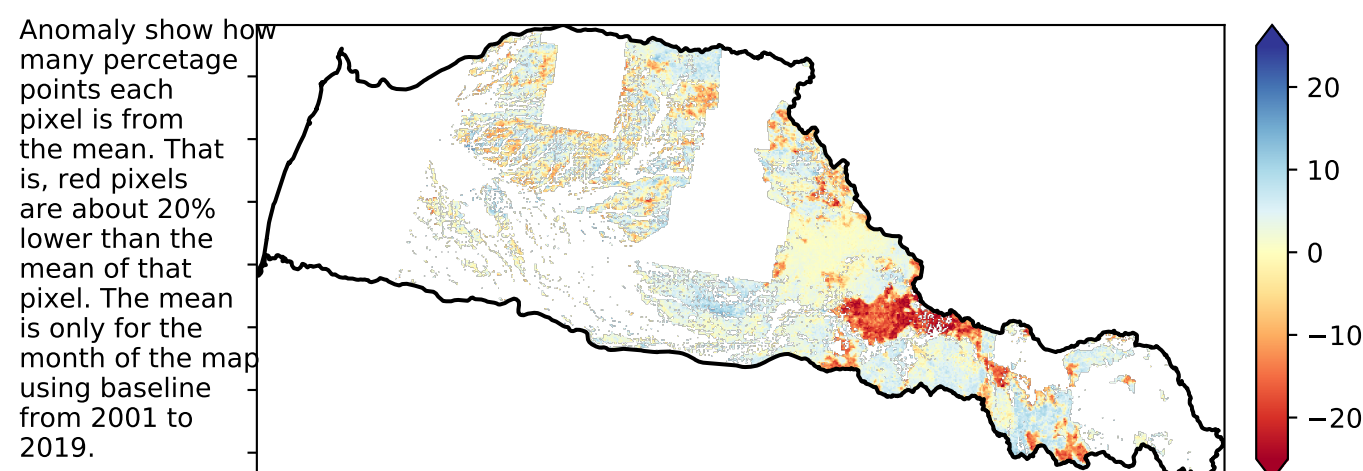 Anomaly show how
many percetage
points each
pixel is from
the mean. That
is, red pixels
are about 20%
lower than the
mean of that
pixel. The mean
is only for the
month of the map
using baseline
from 2001 to
2019.
20
10
0
−10
−20